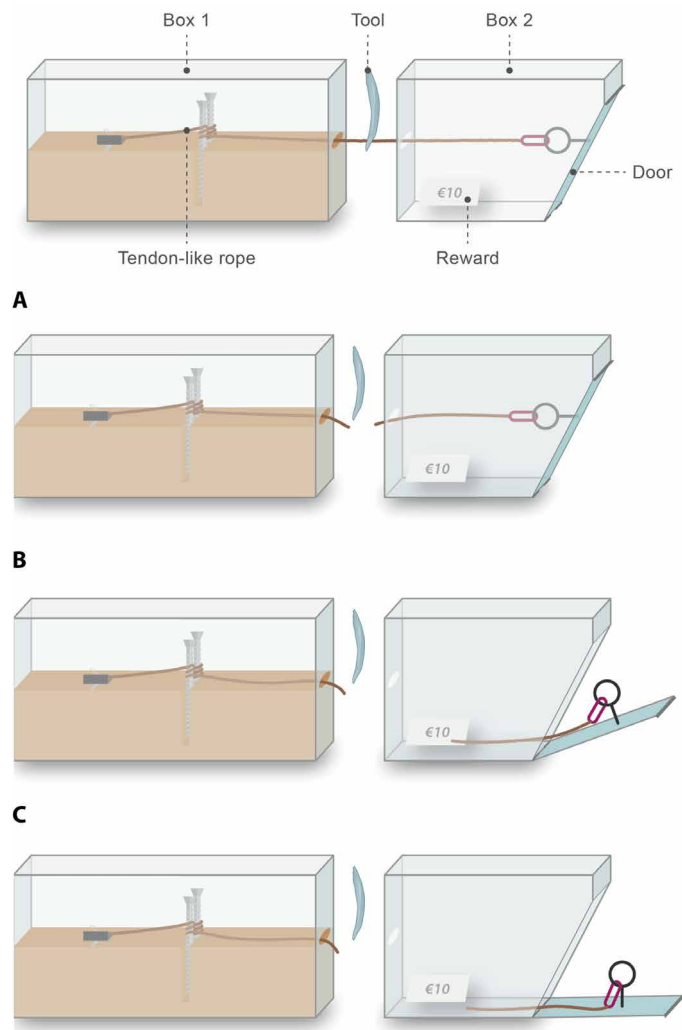 Box 1
Tool
Box 2
Door
€10
Tendon-like rope
Reward
A
€10
B
€10
C
€10